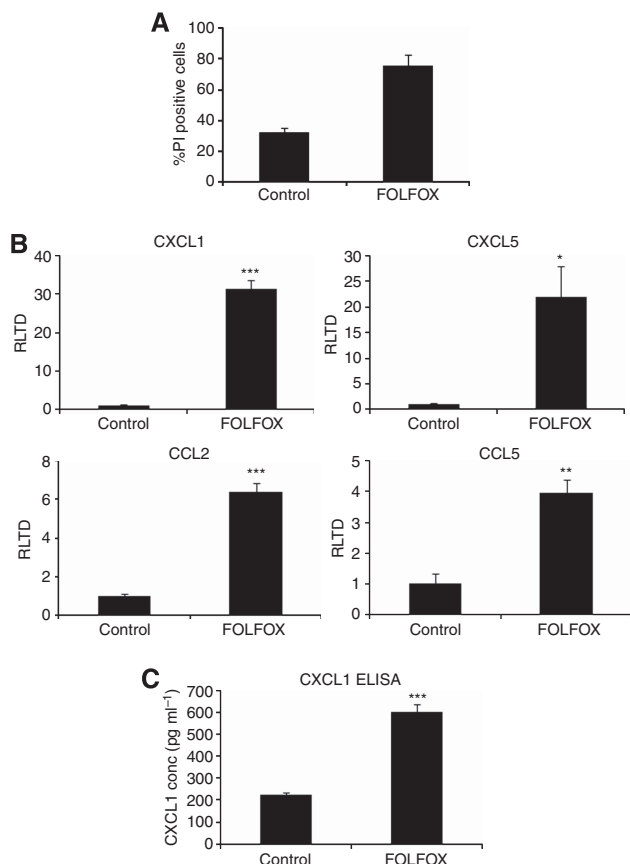 A
%PI positive cells
100
80
60
40
20
0
Control FOLFOX
B
CXCL1
RLTD
40
30
20
10
0
***
Control FOLFOX
CXCL5
RLTD
30
25
20
15
10
5
0
*
Control FOLFOX
CCL2
RLTD
8
6
4
2
0
***
Control FOLFOX
CCL5
RLTD
5
4
3
2
1
0
**
Control FOLFOX
C
CXCL1 ELISA
CXCL1 conc (pg ml⁻¹)
700
600
500
400
300
200
100
0
***
Control FOLFOX